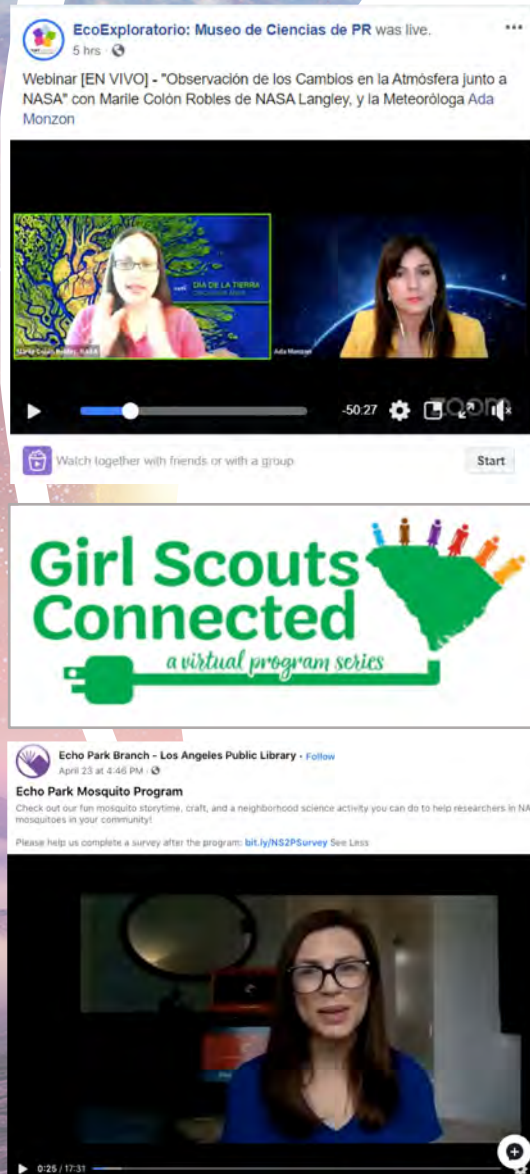 EcoExploratorio: Museo de Ciencias de PR was live.
5 hrs
Webinar [EN VIVO] - "Observación de los Cambios en la Atmósfera junto a
NASA" con Marile Colón Robles de NASA Langley, y la Meteoróloga Ada
Monzon
DIA DE LA TIERRA
Ada Monzon
-50:27
zoom
Watch together with friends or with a group
Start
Girl Scouts
Connected
a virtual program series
Echo Park Branch - Los Angeles Public Library · Follow
April 23 at 4:46 PM
Echo Park Mosquito Program
Check out our fun mosquito storytime, craft, and a neighborhood science activity you can do to help researchers in NA
mosquitoes in your community!
Please help us complete a survey after the program: bit.ly/NS2PSurvey See Less
0:25 / 17:31